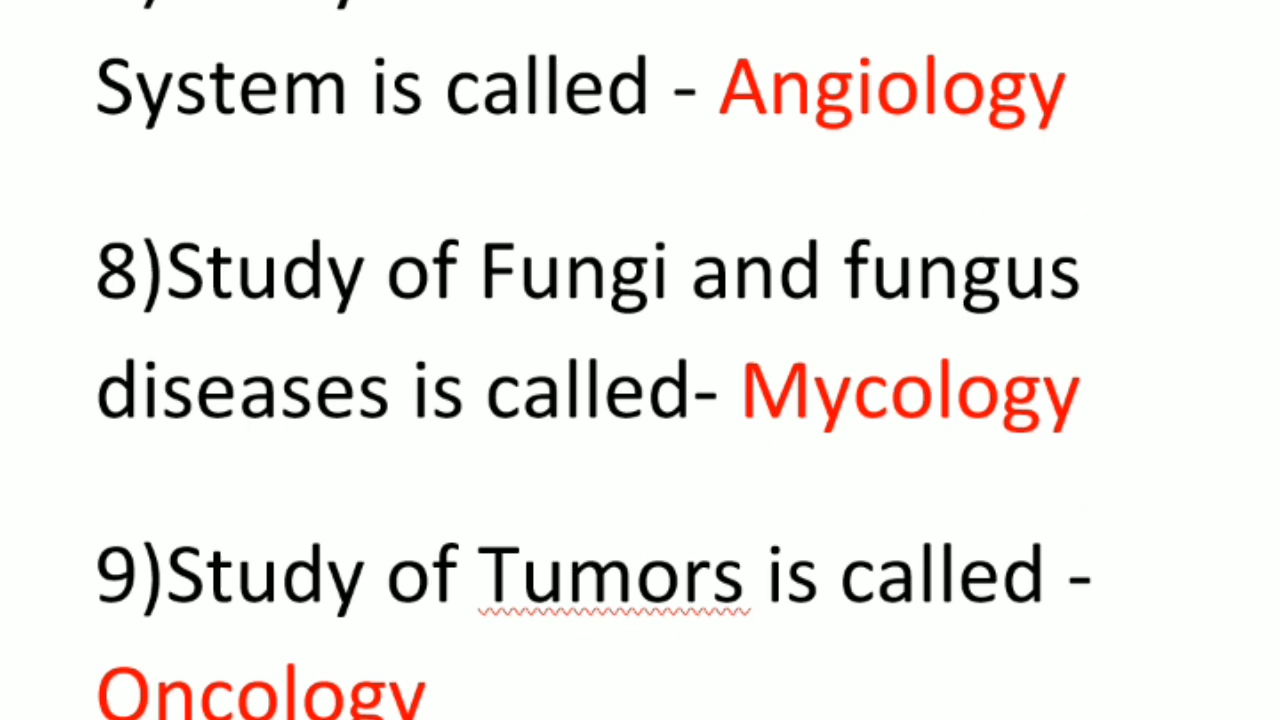 System is called - Angiology
8)Study of Fungi and fungus
diseases is called- Mycology
9)Study of Tumors is called -
Oncology